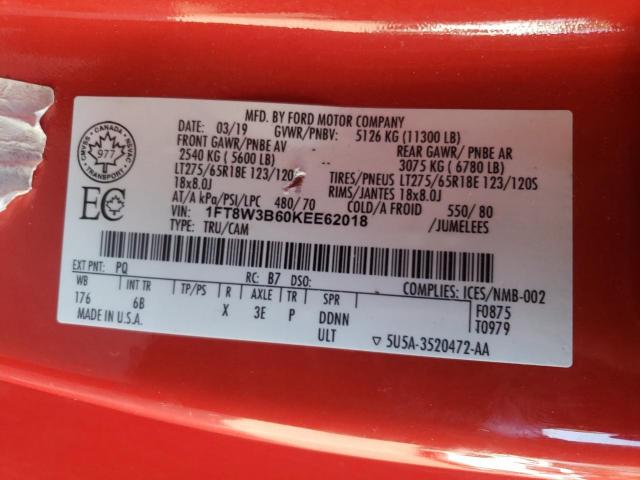 MFD. BY FORD MOTOR COMPANY
DATE: 03/19 GVWR/PNBV: 5126 KG (11300 LB)
FRONT GAWR/PNBE AV REAR GAWR/ PNBE AR
2540 KG ( 5600 LB) 3075 KG ( 6780 LB)
LT275/65R18E 123/120S TIRES/PNEUS LT275/65R18E 123/120S
18x8.0J RIMS/JANTES 18x8.0J
AT/A kPa/PSI/LPC 480/70 COLD/A FROID 550/ 80
VIN: 1FT8W3B60KEE62018 /JUMELEES
TYPE: TRU/CAM
CANADA
CMVSS NSVAC
977
TRANSPORT
EC
EXT PNT: PQ RC: B7 DSO: COMPLIES: ICES/NMB-002
WB INT TR TP/PS R AXLE TR SPR F0875
176 6B X 3E P DDNN T0979
MADE IN U.S.A. ULT ▽ 5U5A-3520472-AA